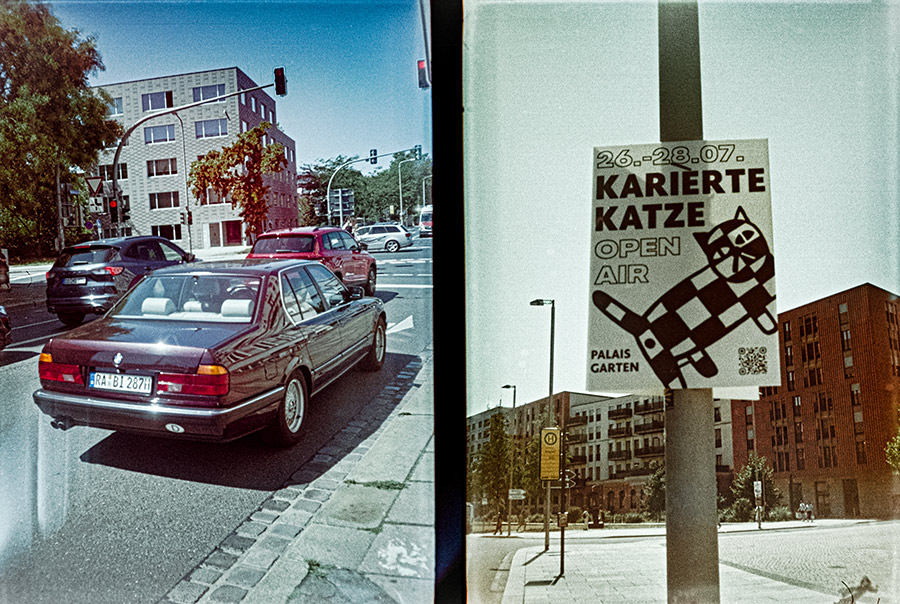 RA BI 287H
D
26.-28.07.
KARIERTE
KATZE
OPEN
AIR
PALAIS
GARTEN
H